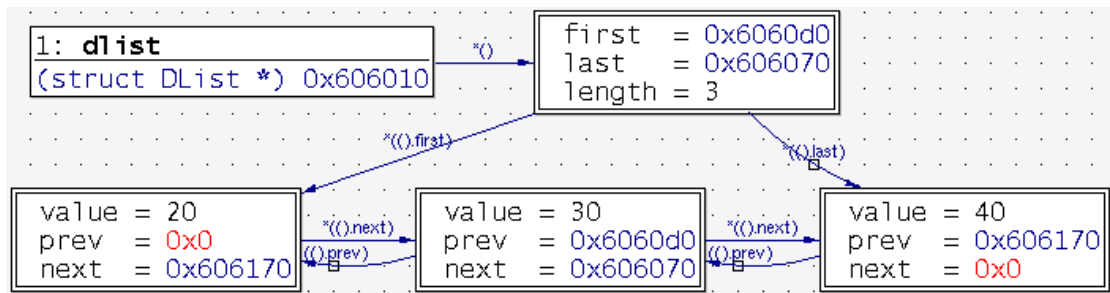 1: dlist
(struct DList *) 0x606010
*()
first = 0x6060d0
last = 0x606070
length = 3
*(().first)
*(().last)
value = 20
prev = 0x0
next = 0x606170
*(().next)
(().prev)
value = 30
prev = 0x6060d0
next = 0x606070
*(().next)
(().prev)
value = 40
prev = 0x606170
next = 0x0